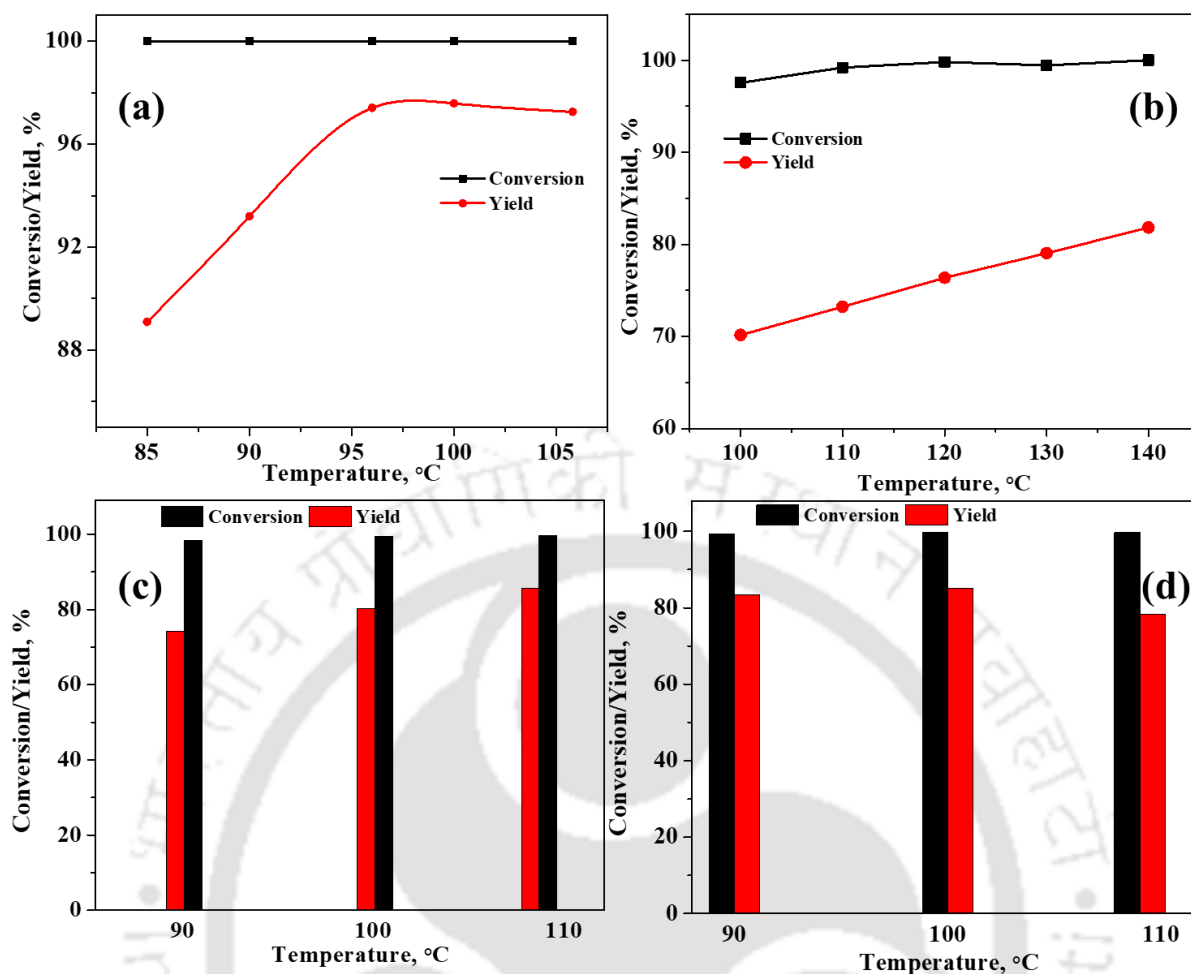 100
96
92
88
Conversio/Yield, %
(a)
Conversion
Yield
85 90 95 100 105
Temperature, °C
100
90
80
70
60
Conversion/Yield, %
(b)
Conversion
Yield
100 110 120 130 140
Temperature, °C
100
80
60
40
20
0
Conversion/Yield, %
Conversion Yield
(c)
90 100 110
Temperature, °C
100
80
60
40
20
0
Conversion/Yield, %
Conversion Yield
(d)
90 100 110
Temperature, °C